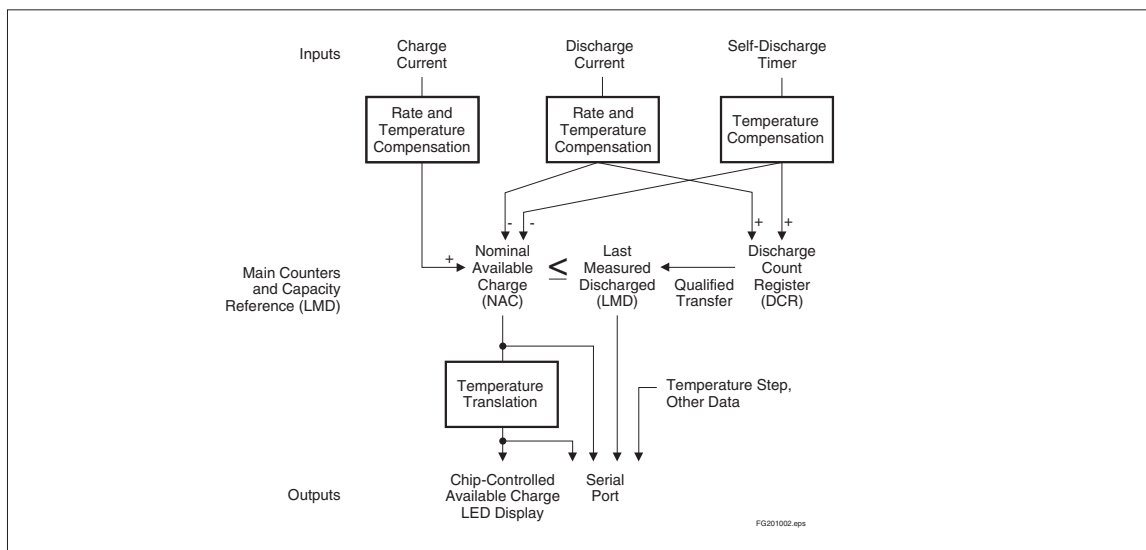 Inputs
Charge
Current
Discharge
Current
Self-Discharge
Timer
Rate and
Temperature
Compensation
Rate and
Temperature
Compensation
Temperature
Compensation
- -
+ +
+
Main Counters
and Capacity
Reference (LMD)
Nominal
Available
Charge
(NAC)
≤
Last
Measured
Discharged
(LMD)
Qualified
Transfer
Discharge
Count
Register
(DCR)
Temperature
Translation
Temperature Step,
Other Data
Outputs
Chip-Controlled
Available Charge
LED Display
Serial
Port
FG201002.eps